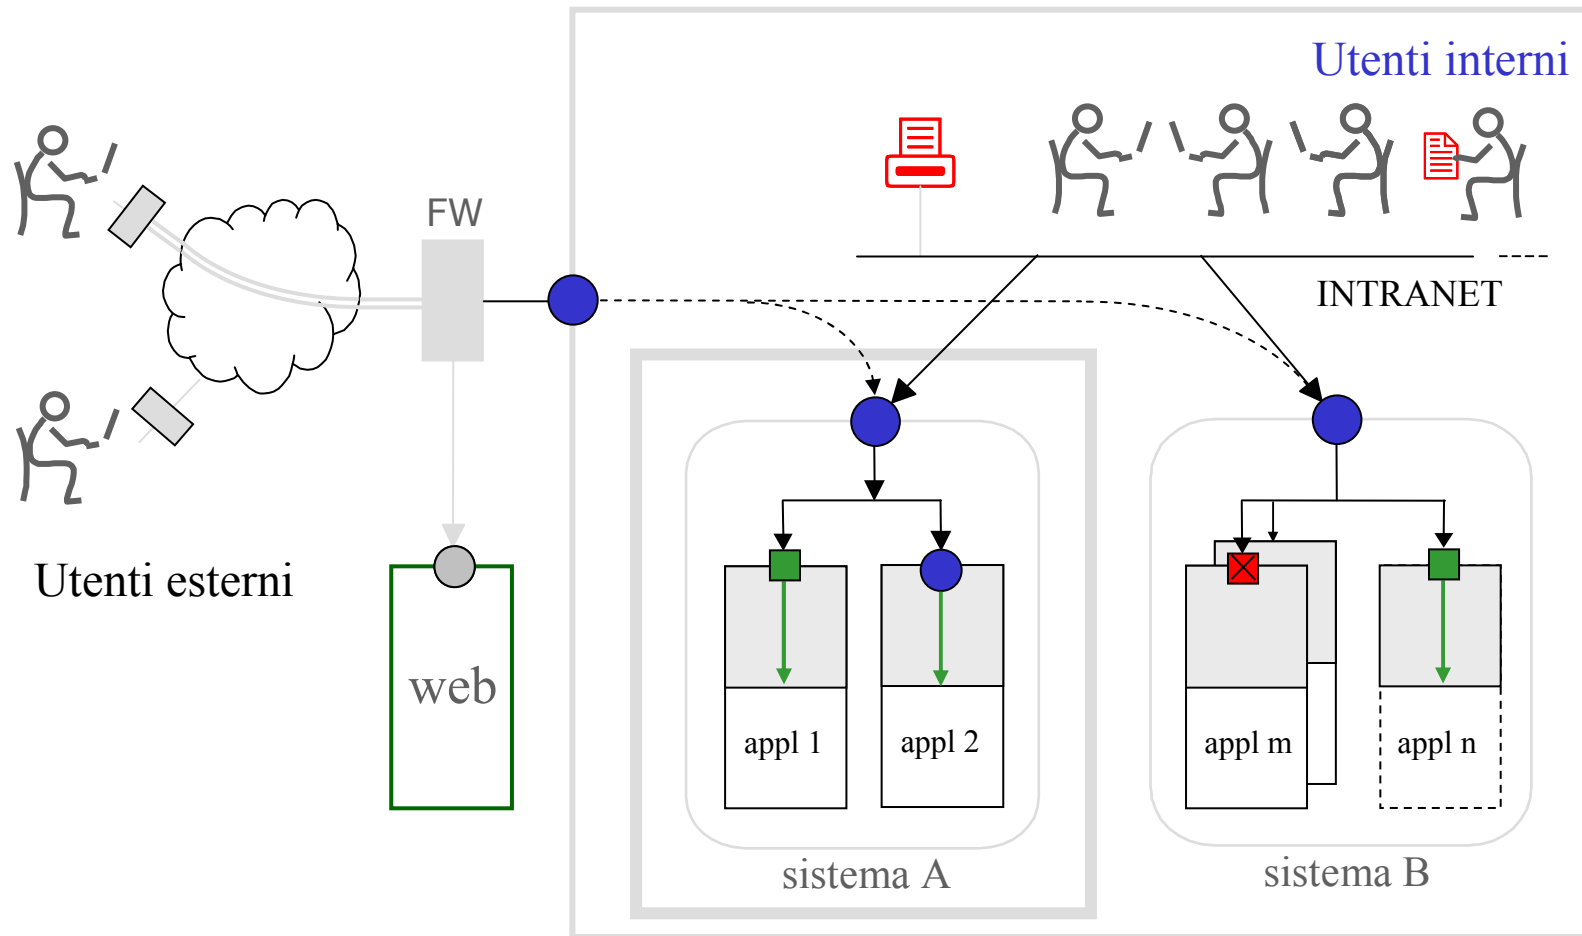 Utenti interni
FW
INTRANET
Utenti esterni
web
appl 1
appl 2
appl m
appl n
sistema A
sistema B